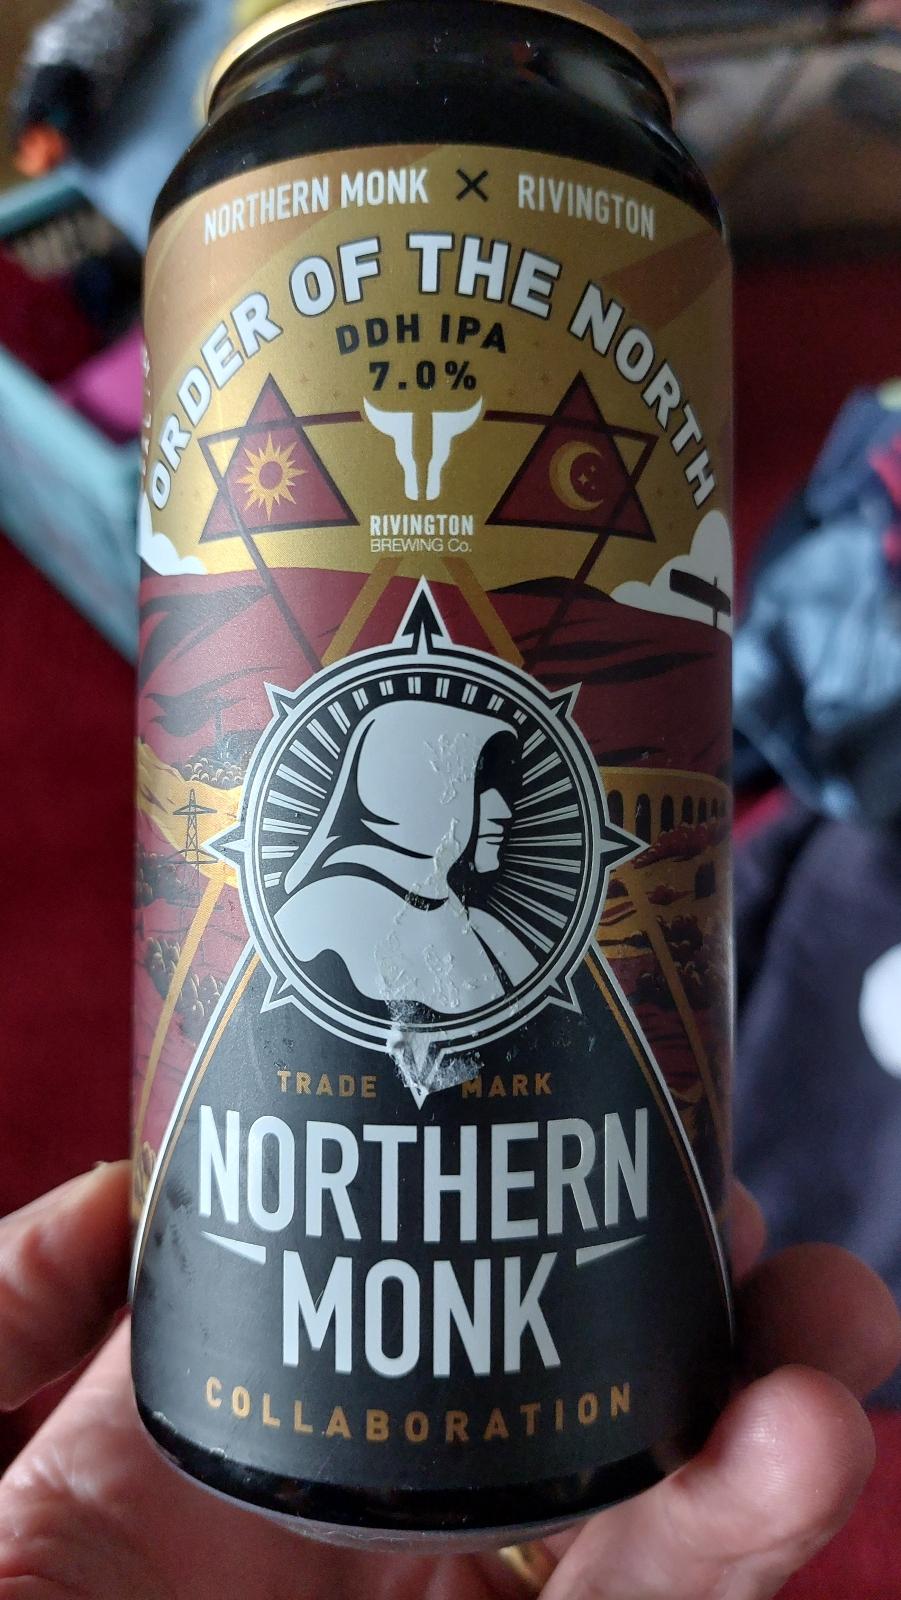 NORTHERN MONK X RIVINGTON
ORDER OF THE NORTH
DDH IPA
7.0%
RIVINGTON
BREWING Co.
TRADE MARK
NORTHERN
MONK
COLLABORATION